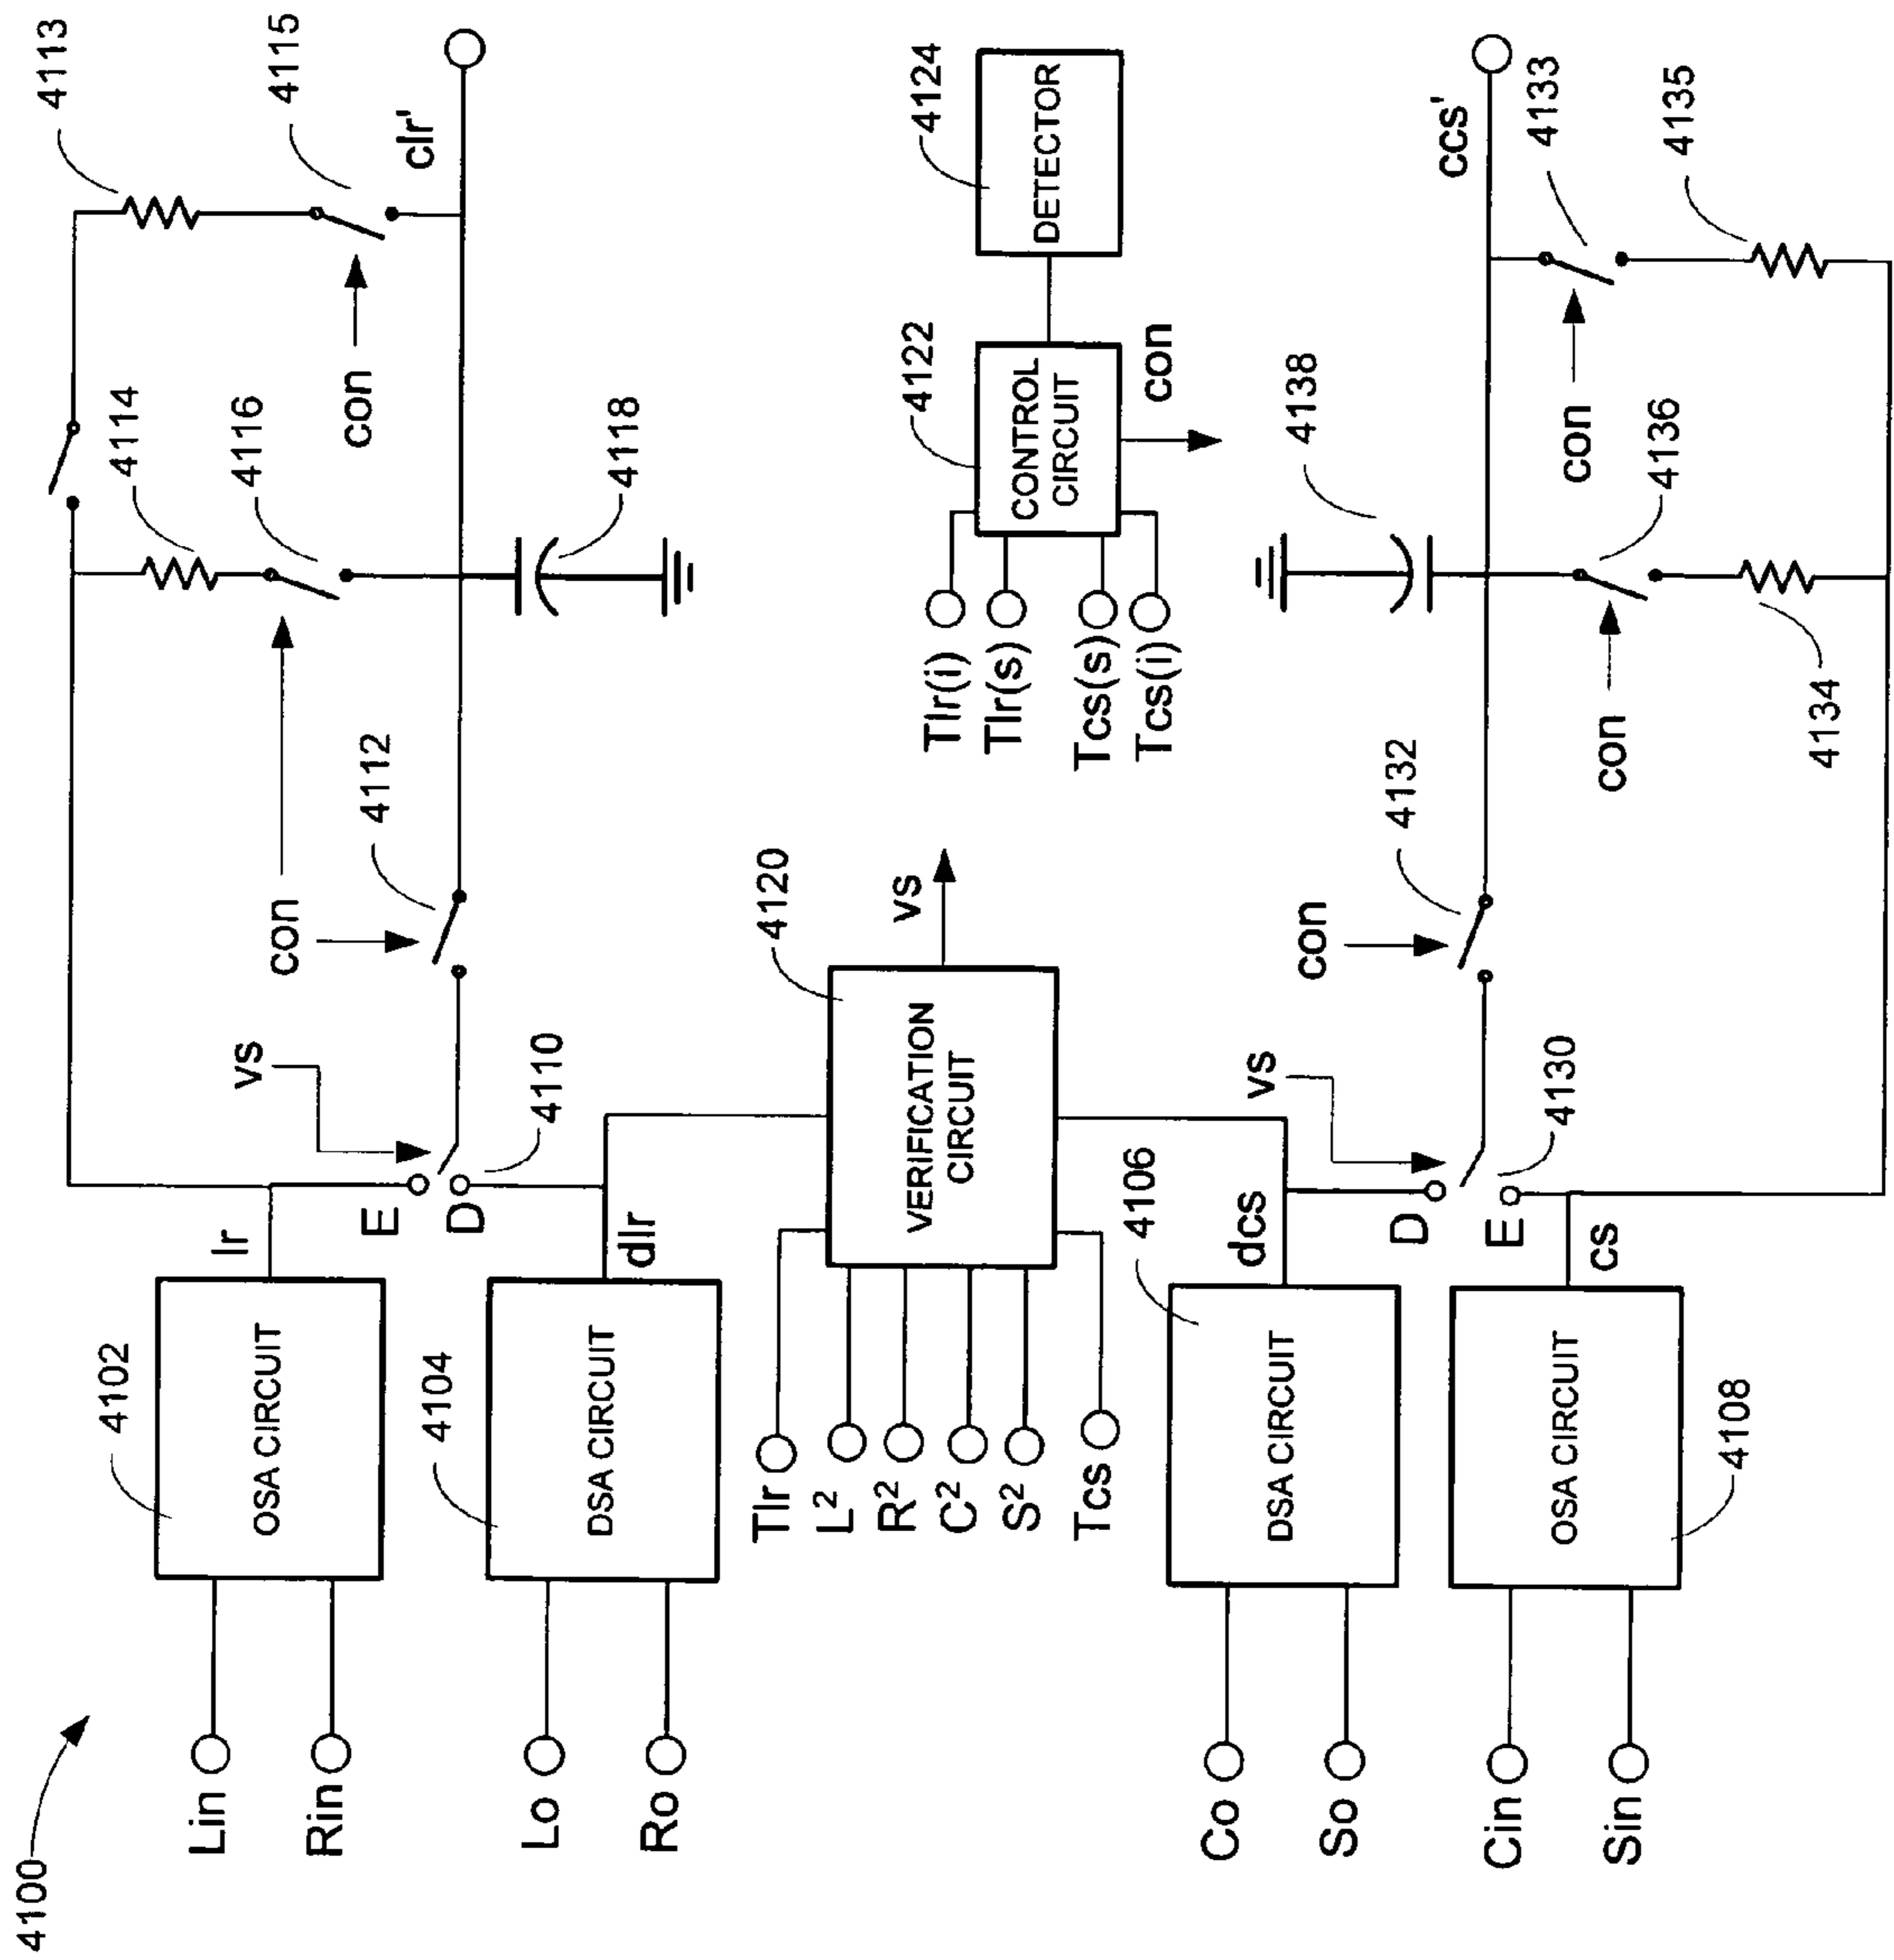 4100
Lin
Rin
Lo
Ro
Co
So
Cin
Sin
4102
OSA CIRCUIT
4104
DSA CIRCUIT
4106
DSA CIRCUIT
4108
OSA CIRCUIT
lr
dlr
dcs
cs
E
D
D
E
vs
4110
vs
4130
Tlr
L²
R²
C²
S²
Tcs
4120
VERIFICATION
CIRCUIT
vs
con
4112
con
4132
4114
4116
4118
con
4113
4115
clr'
Tlr(i)
Tlr(s)
Tcs(s)
Tcs(i)
4122
CONTROL
CIRCUIT
con
4124
DETECTOR
4138
4136
con
4134
con
ccs'
4133
4135